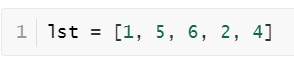 1 lst = [1, 5, 6, 2, 4]